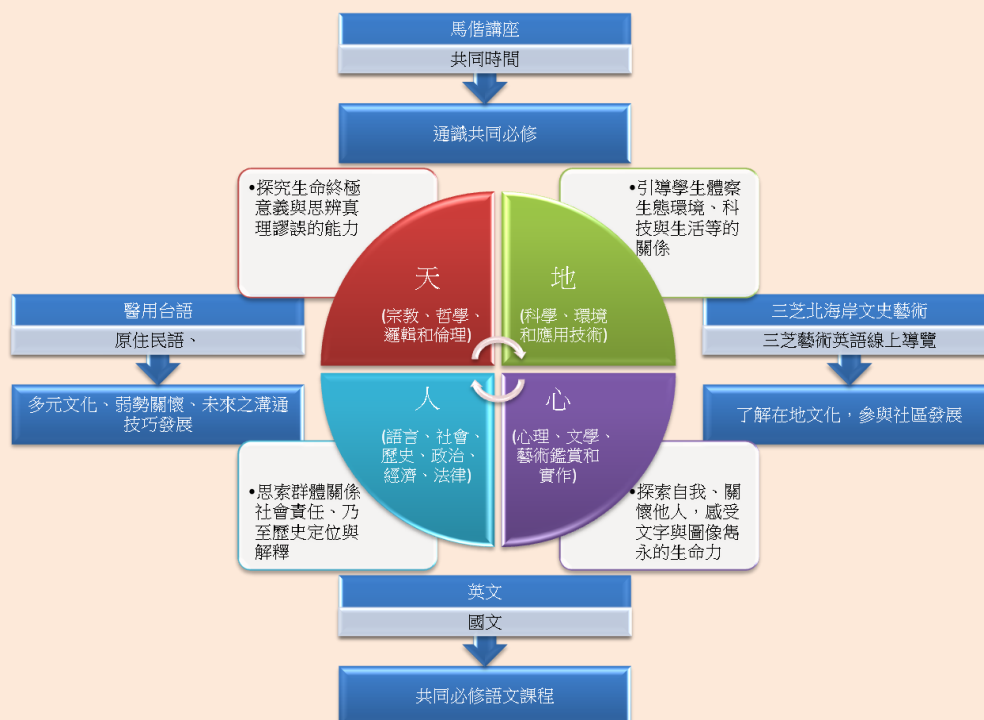 馬偕講座
共同時間
通識共同必修
•探究生命終極
意義與思辨真
理謬誤的能力
•引導學生體察
生態環境、科
技與生活等的
關係
天
(宗教、哲學、
邏輯和倫理)
地
(科學、環境
和應用技術)
醫用台語
原住民語、
多元文化、弱勢關懷、未來之溝通
技巧發展
三芝北海岸文史藝術
三芝藝術英語線上導覽
了解在地文化，參與社區發展
人
(語言、社會、
歷史、政治、
經濟、法律)
心
(心理、文學、
藝術鑑賞和
實作)
•思索群體關係
社會責任、乃
至歷史定位與
解釋
•探索自我、關
懷他人，感受
文字與圖像雋
永的生命力
英文
國文
共同必修語文課程